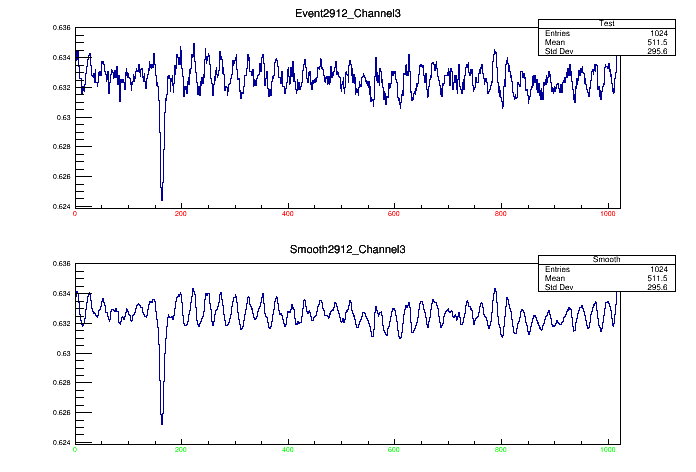 Event2912_Channel3
Test
Entries 1024
Mean 511.5
Std Dev 295.6
0.636
0.634
0.632
0.63
0.628
0.626
0.624
0 200 400 600 800 1000
Smooth2912_Channel3
Smooth
Entries 1024
Mean 511.5
Std Dev 295.6
0.636
0.634
0.632
0.63
0.628
0.626
0.624
0 200 400 600 800 1000